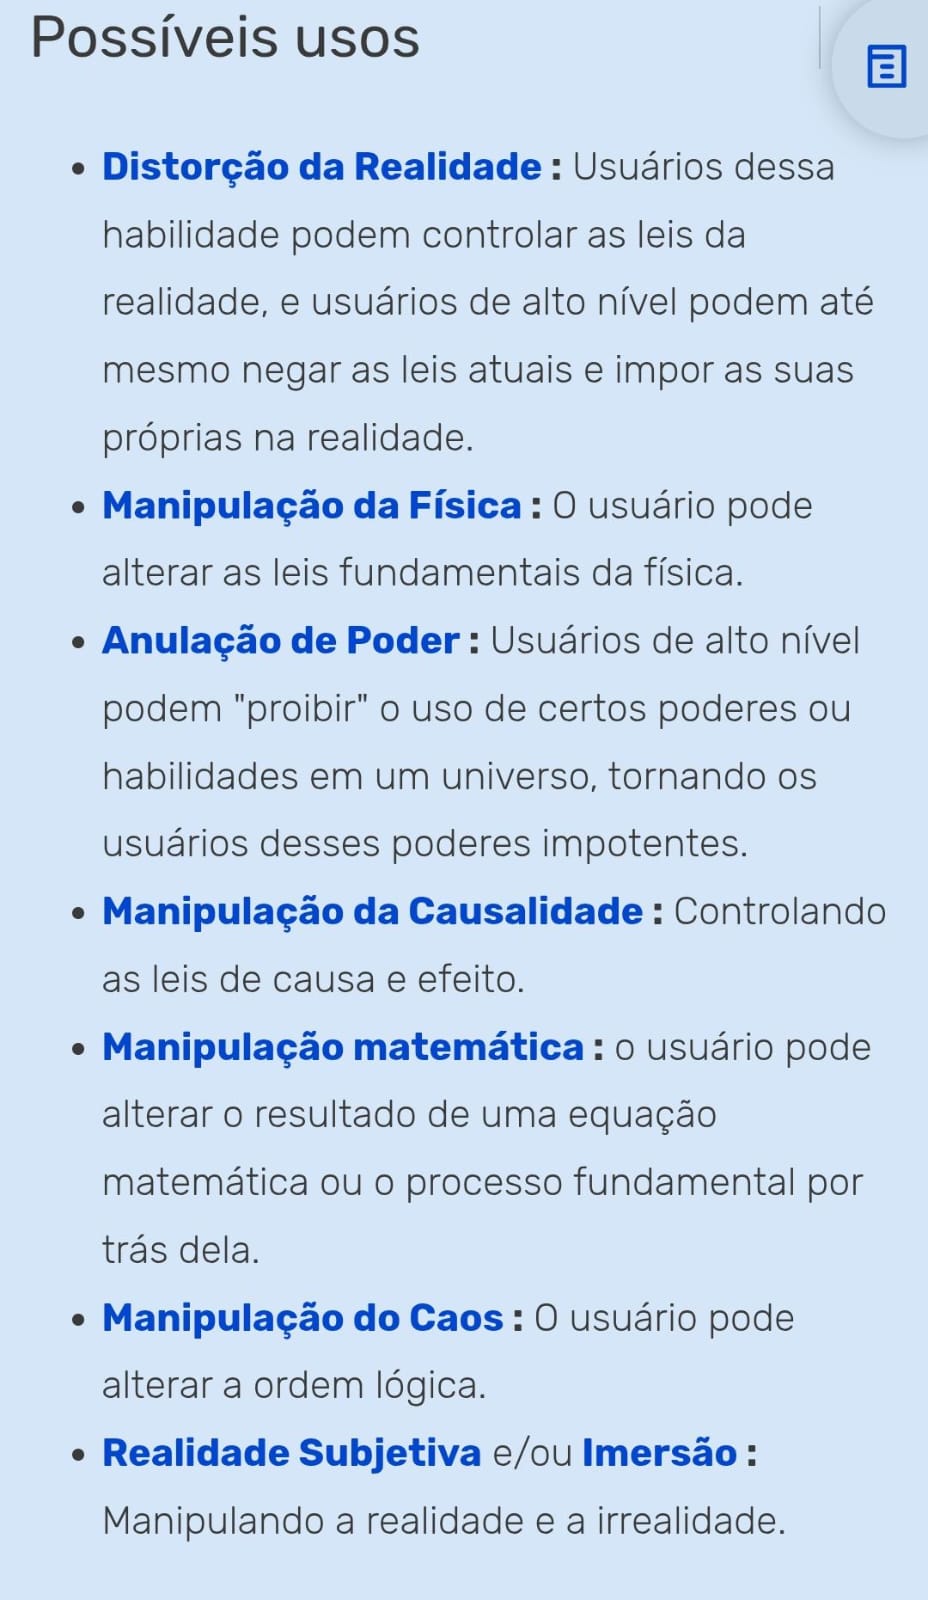 Possíveis usos
• Distorção da Realidade : Usuários dessa
habilidade podem controlar as leis da
realidade, e usuários de alto nível podem até
mesmo negar as leis atuais e impor as suas
próprias na realidade.
• Manipulação da Física : O usuário pode
alterar as leis fundamentais da física.
• Anulação de Poder : Usuários de alto nível
podem "proibir" o uso de certos poderes ou
habilidades em um universo, tornando os
usuários desses poderes impotentes.
• Manipulação da Causalidade : Controlando
as leis de causa e efeito.
• Manipulação matemática : o usuário pode
alterar o resultado de uma equação
matemática ou o processo fundamental por
trás dela.
• Manipulação do Caos : O usuário pode
alterar a ordem lógica.
• Realidade Subjetiva e/ou Imersão :
Manipulando a realidade e a irrealidade.